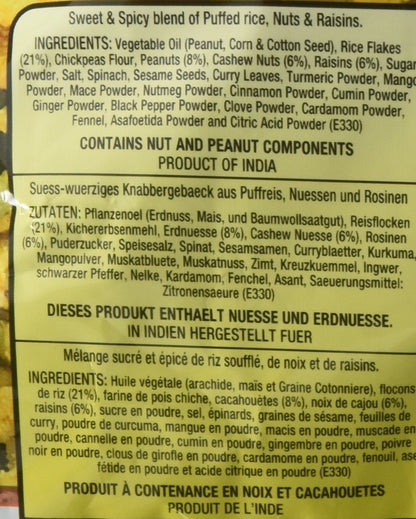 Sweet & Spicy blend of Puffed rice, Nuts & Raisins.
INGREDIENTS: Vegetable Oil (Peanut, Corn & Cotton Seed), Rice Flakes
(21%), Chickpeas Flour, Peanuts (8%), Cashew Nuts (6%), Raisins (6%), Sugar
Powder, Salt, Spinach, Sesame Seeds, Curry Leaves, Turmeric Powder, Mango
Powder, Mace Powder, Nutmeg Powder, Cinnamon Powder, Cumin Powder,
Ginger Powder, Black Pepper Powder, Clove Powder, Cardamom Powder,
Fennel, Asafoetida Powder and Citric Acid Powder (E330)
CONTAINS NUT AND PEANUT COMPONENTS
PRODUCT OF INDIA
Suess-wuerziges Knabbergebaeck aus Puffreis, Nuessen und Rosinen
ZUTATEN: Pflanzenoel (Erdnuss, Mais, und Baumwollsaatgut), Reisflocken
(21%), Kichererbsenmehl, Erdnuesse (8%), Cashew Nuesse (6%), Rosinen
(6%), Puderzucker, Speisesalz, Spinat, Sesamsamen, Curryblaetter, Kurkuma,
Mangopulver, Muskatbluete, Muskatnuss, Zimt, Kreuzkuemmel, Ingwer,
schwarzer Pfeffer, Nelke, Kardamom, Fenchel, Asant, Saeuerungsmittel:
Zitronensaeure (E330)
DIESES PRODUKT ENTHAELT NUESSE UND ERDNUESSE.
IN INDIEN HERGESTELLT FUER
Mélange sucré et épicé de riz soufflé, de noix et de raisins.
INGREDIENTS: Huile végétale (arachide, maïs et Graine Cotonniere), flocons
de riz (21%), farine de pois chiche, cacahouètes (8%), noix de cajou (6%),
raisins (6%), sucre en poudre, sel, épinards, graines de sésame, feuilles de
curry, poudre de curcuma, mangue en poudre, macis en poudre, muscade en
poudre, cannelle en poudre, cumin en poudre, gingembre en poudre, poivre
noir en poudre, clous de girofle en poudre, cardamome en poudre, fenouil, ase
fétide en poudre et acide citrique en poudre (E330)
PRODUIT À CONTENANCE EN NOIX ET CACAHOUETES
PRODUIT DE L'INDE